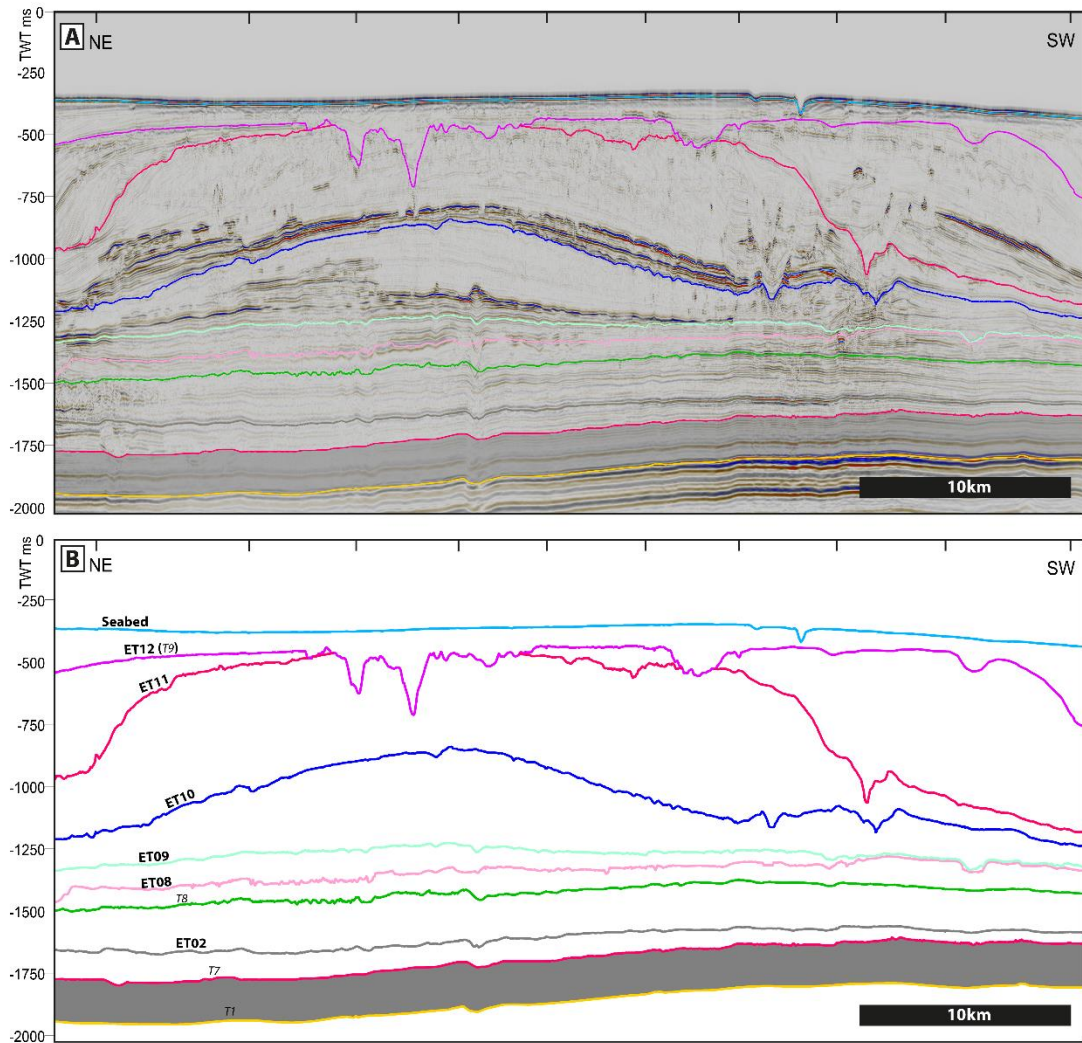 TWT ms
0
-250
-500
-750
-1000
-1250
-1500
-1750
-2000
A NE
SW
10km
TWT ms
0
-250
-500
-750
-1000
-1250
-1500
-1750
-2000
B NE
SW
Seabed
ET12 (T9)
ET11
ET10
ET09
ET08
T8
ET02
T7
T1
10km